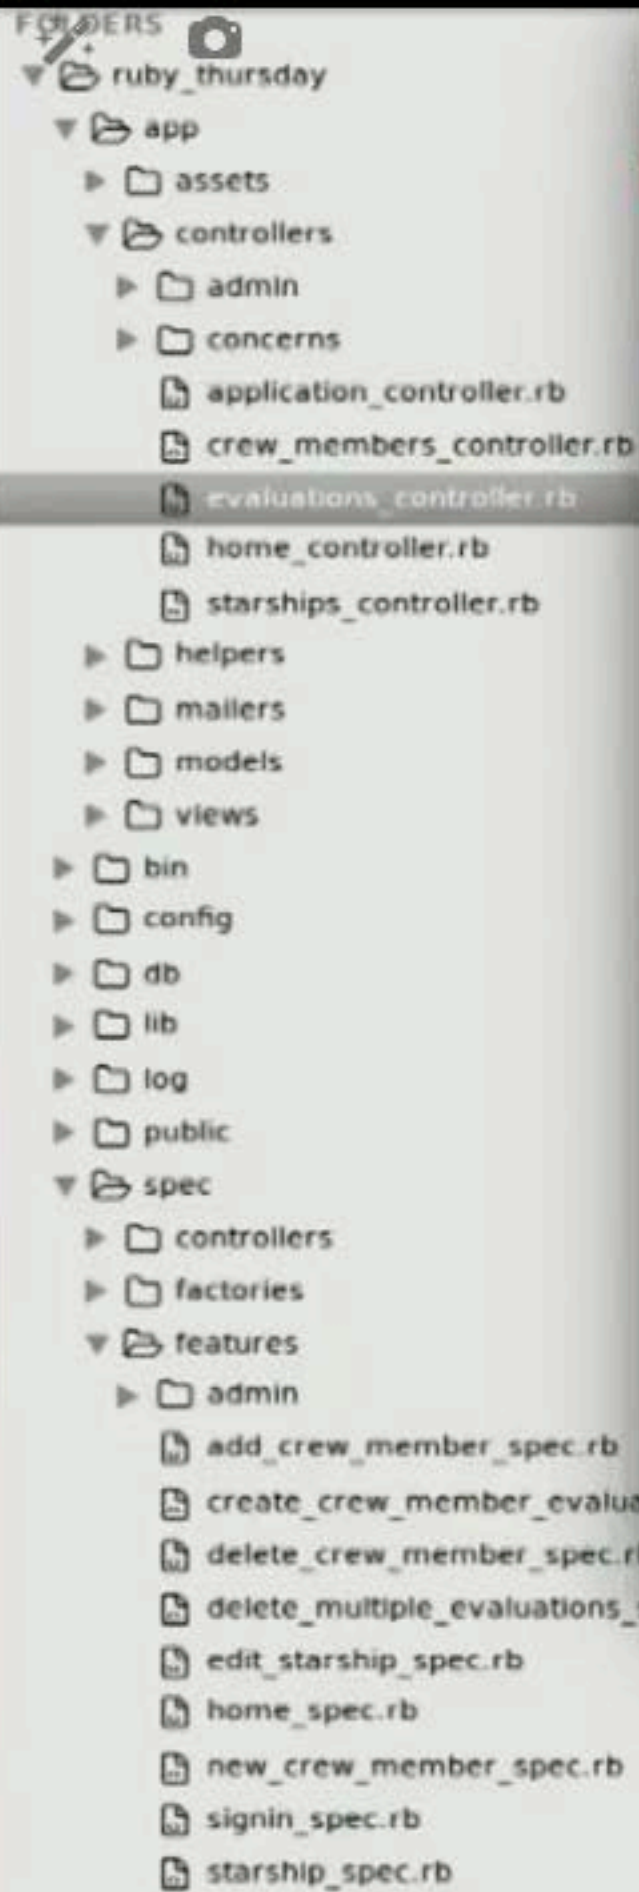 FOLDERS
ruby_thursday
app
assets
controllers
admin
concerns
application_controller.rb
crew_members_controller.rb
evaluations_controller.rb
home_controller.rb
starships_controller.rb
helpers
mailers
models
views
bin
config
db
lib
log
public
spec
controllers
factories
features
admin
add_crew_member_spec.rb
create_crew_member_evalua
delete_crew_member_spec.r
delete_multiple_evaluations_
edit_starship_spec.rb
home_spec.rb
new_crew_member_spec.rb
signin_spec.rb
starship_spec.rb